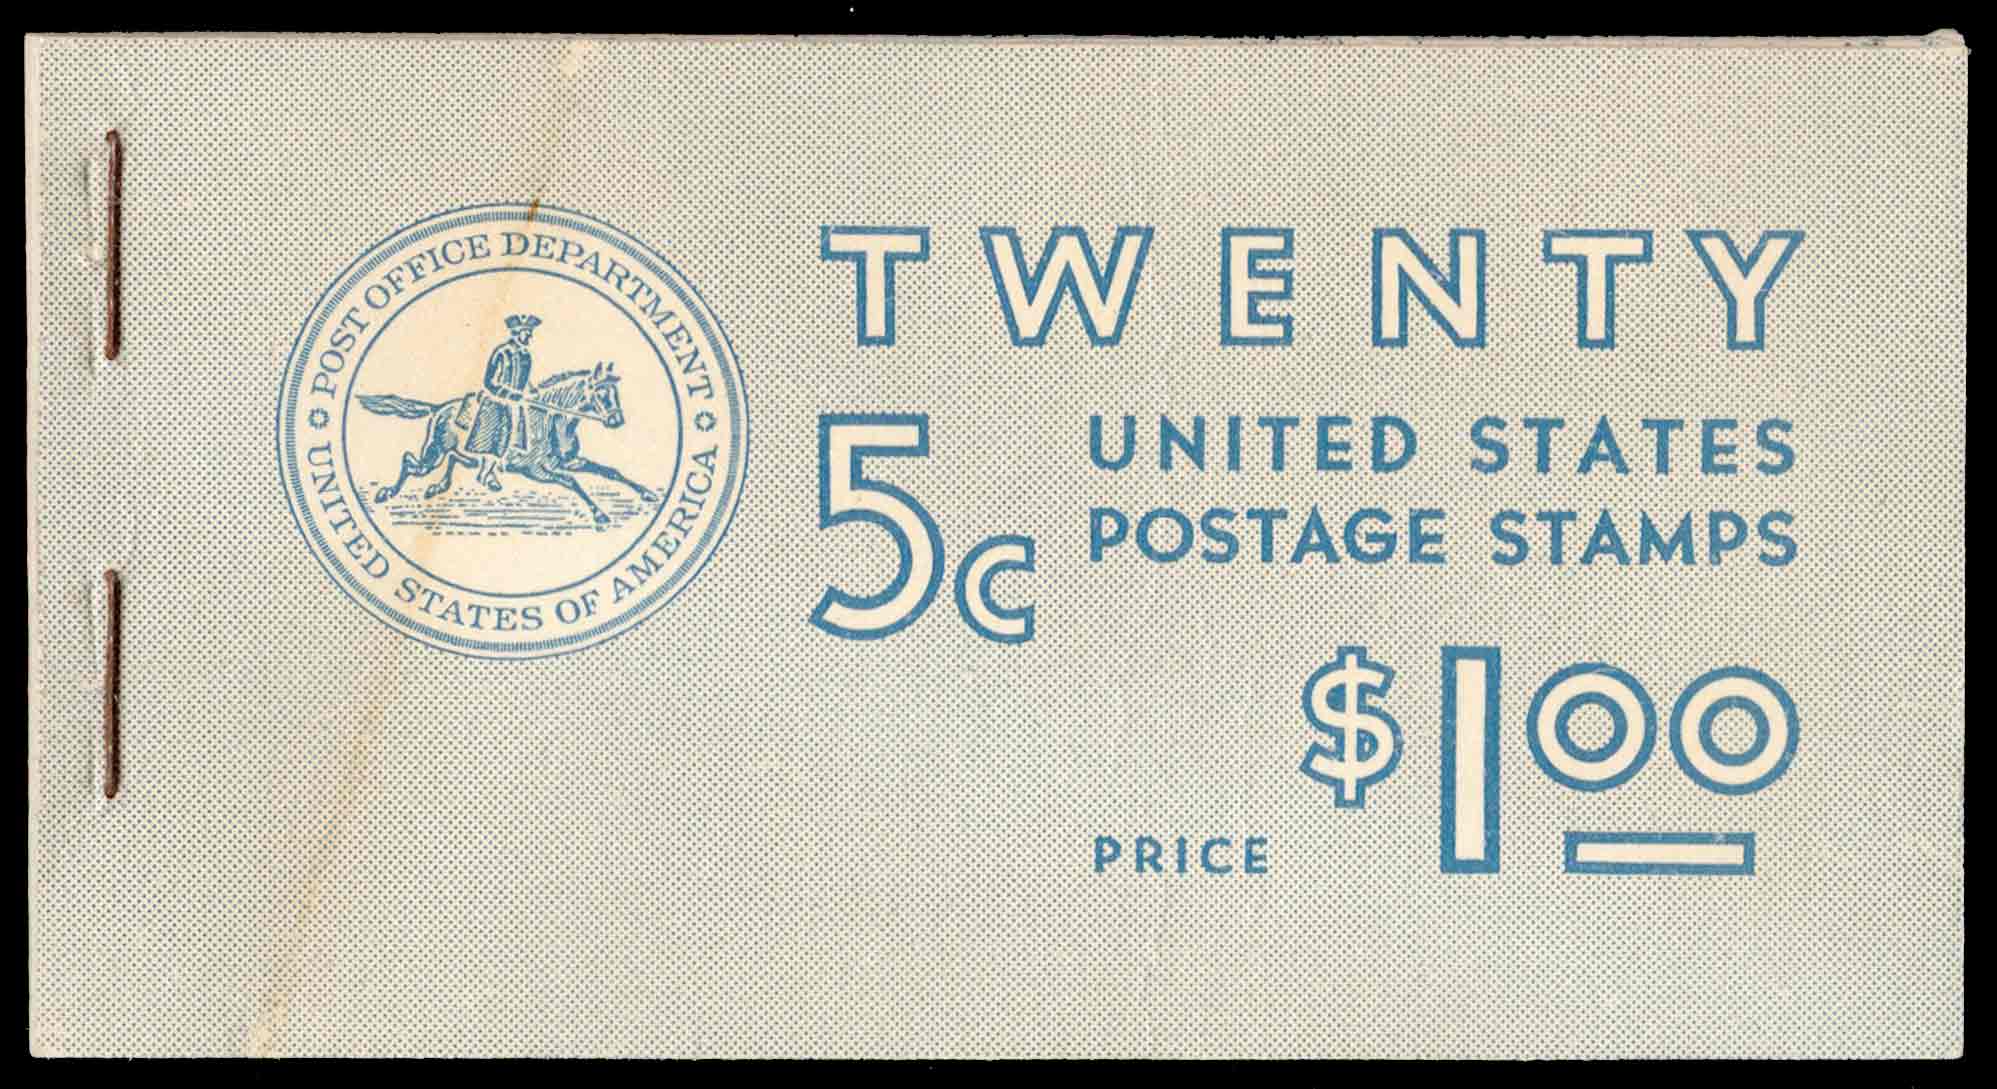 POST OFFICE DEPARTMENT
UNITED STATES OF AMERICA
TWENTY
5c UNITED STATES
POSTAGE STAMPS
PRICE $1.00